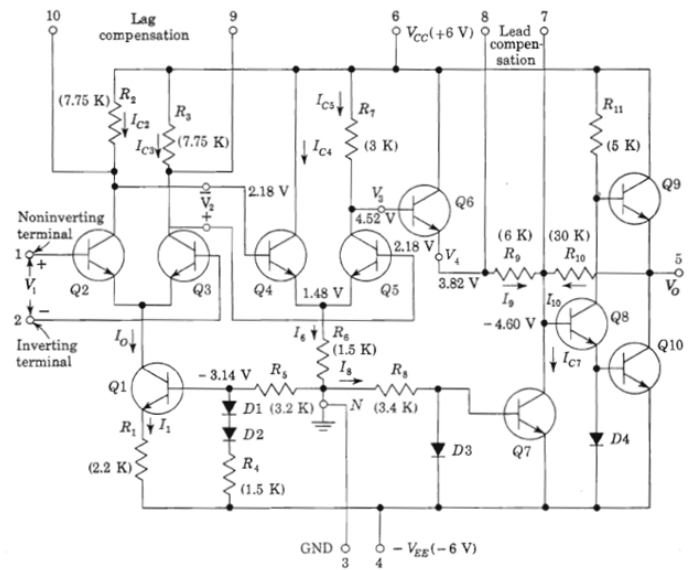 10
Lag
compensation
9
6
V_CC(+6 V)
8
Lead
compen-
sation
7
R2
(7.75 K)
I_C2
R3
(7.75 K)
I_C3
I_C4
I_C5
R7
(3 K)
R11
(5 K)
Q9
2.18 V
V2
+
V3
4.52 V
Q6
Noninverting
terminal
1
+
V1
2
−
Inverting
terminal
Q2
Q3
Q4
2.18 V
Q5
1.48 V
V4
3.82 V
(6 K)
R9
I9
(30 K)
R10
I10
5
VO
−4.60 V
Q8
I_C7
Q10
IO
I6
R6
(1.5 K)
Q1
−3.14 V
R5
(3.2 K)
I8
N
R8
(3.4 K)
I1
R1
(2.2 K)
D1
D2
R4
(1.5 K)
D3
Q7
D4
GND
3
4
−V_EE(−6 V)